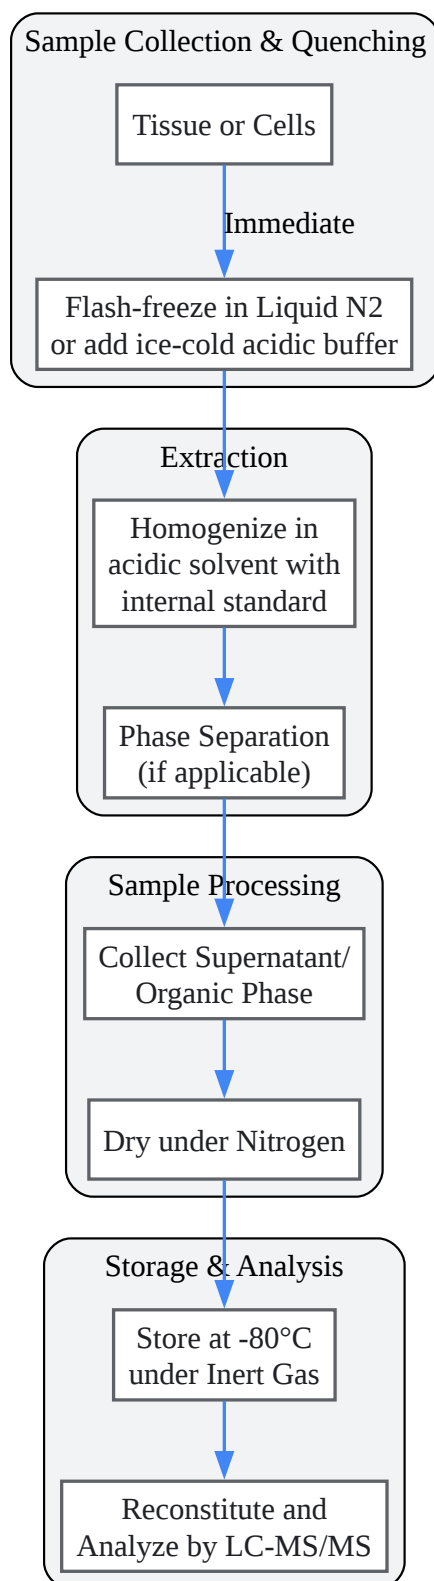 Sample Collection & Quenching
Tissue or Cells
Immediate
Flash-freeze in Liquid N2
or add ice-cold acidic buffer
Extraction
Homogenize in
acidic solvent with
internal standard
Phase Separation
(if applicable)
Sample Processing
Collect Supernatant/
Organic Phase
Dry under Nitrogen
Storage & Analysis
Store at -80°C
under Inert Gas
Reconstitute and
Analyze by LC-MS/MS